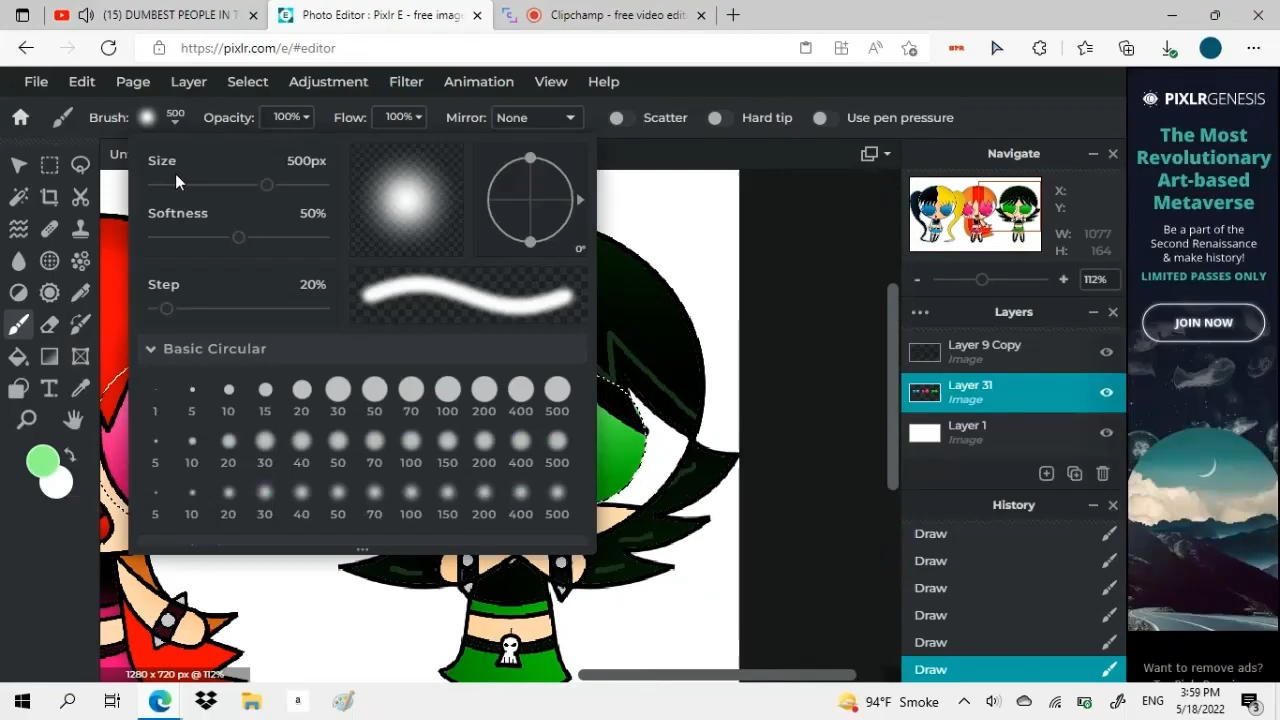 (15) DUMBEST PEOPLE IN T
Photo Editor : Pixlr E - free imag
Clipchamp - free video edit
https://pixlr.com/e/#editor
File Edit Page Layer Select Adjustment Filter Animation View Help
Brush: 500 Opacity: 100% Flow: 100% Mirror: None Scatter Hard tip Use pen pressure
Un
Size 500px
Softness 50%
Step 20%
0°
Basic Circular
1 5 10 15 20 30 50 70 100 200 400 500
5 10 20 30 40 50 70 100 150 200 400 500
5 10 20 30 40 50 70 100 150 200 400 500
1280 x 720 px @ 112%
Navigate
X:
Y:
W: 1077
H: 164
112%
Layers
Layer 9 Copy
Image
Layer 31
Image
Layer 1
Image
History
Draw
Draw
Draw
Draw
Draw
Draw
PIXLRGENESIS
The Most
Revolutionary
Art-based
Metaverse
Be a part of the
Second Renaissance
& make history!
LIMITED PASSES ONLY
JOIN NOW
Want to remove ads?
94°F Smoke
ENG
3:59 PM
5/18/2022
3